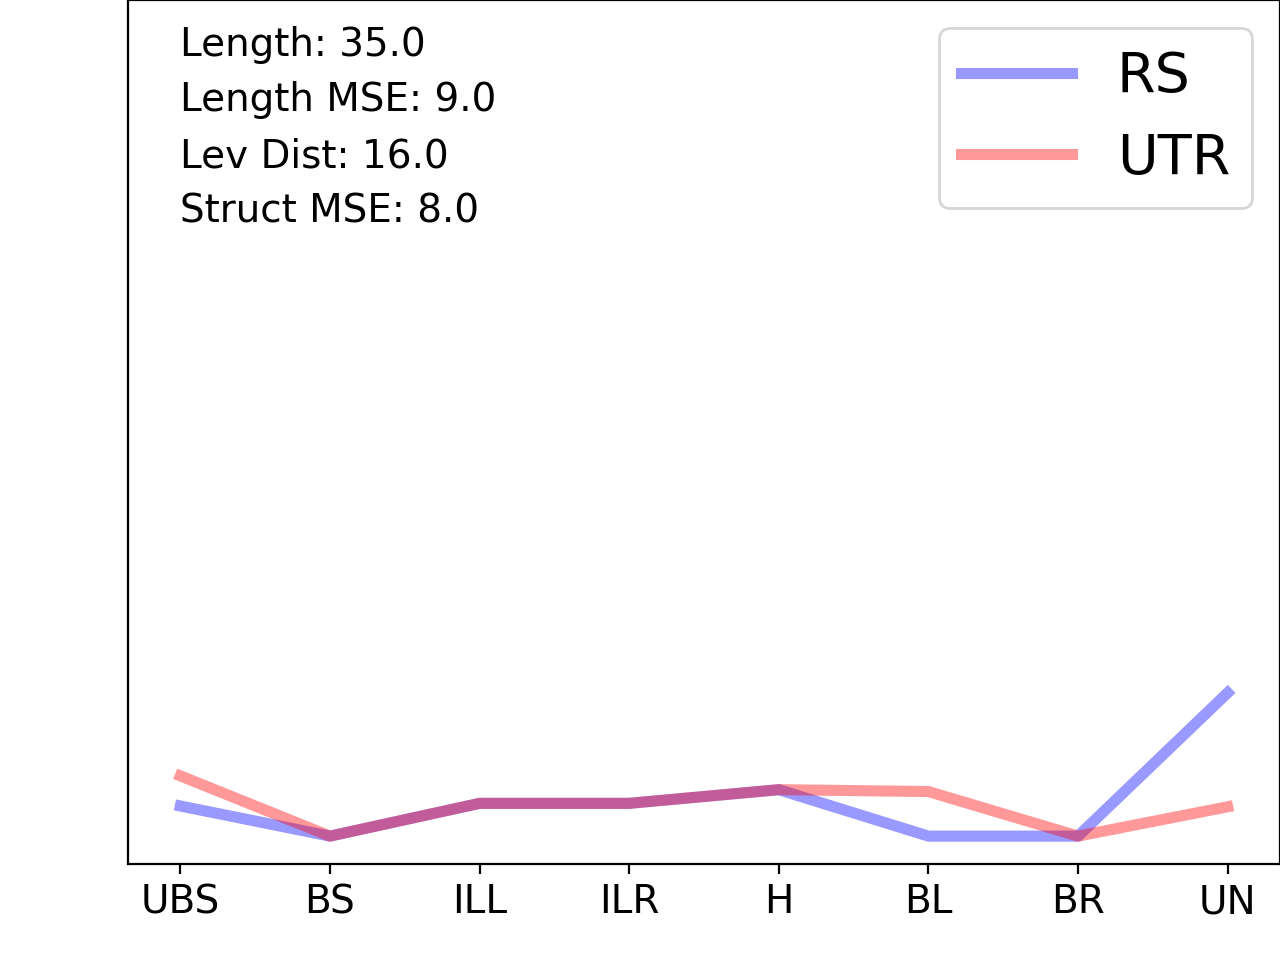 Length: 35.0
Length MSE: 9.0
Lev Dist: 16.0
Struct MSE: 8.0
RS
UTR
UBS BS ILL ILR H BL BR UN